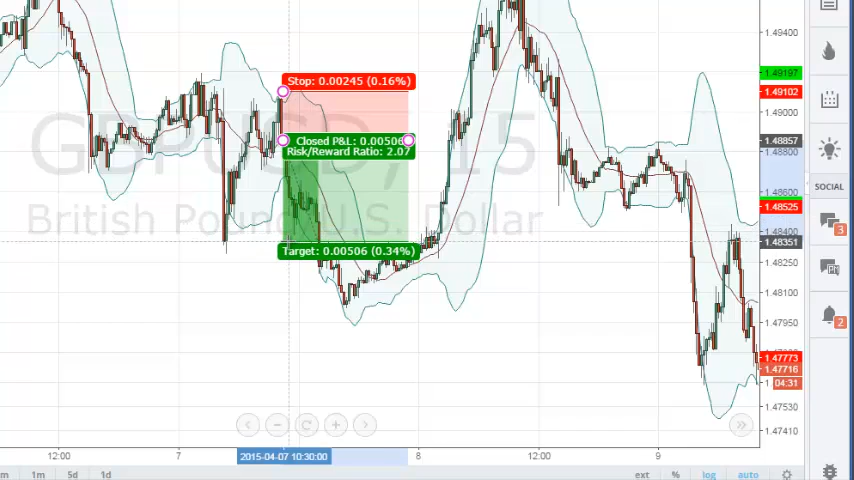 1.49400
1.49197
Stop: 0.00245 (0.16%)
1.49102
1.49000
GBPUSD, 15
Closed P&L: 0.00506
Risk/Reward Ratio: 2.07
1.48857
1.48800
1.48600
SOCIAL
1.48525
British Pound/U.S. Dollar
1.48400
3
1.48351
Target: 0.00506 (0.34%)
1.48255
1.48100
1.47950
2
1.47773
1.47716
04:31
1.47530
1.47410
12:00
7
2015-04-07 10:30:00
8
12:00
9
1m
5d
1d
ext
%
log
auto